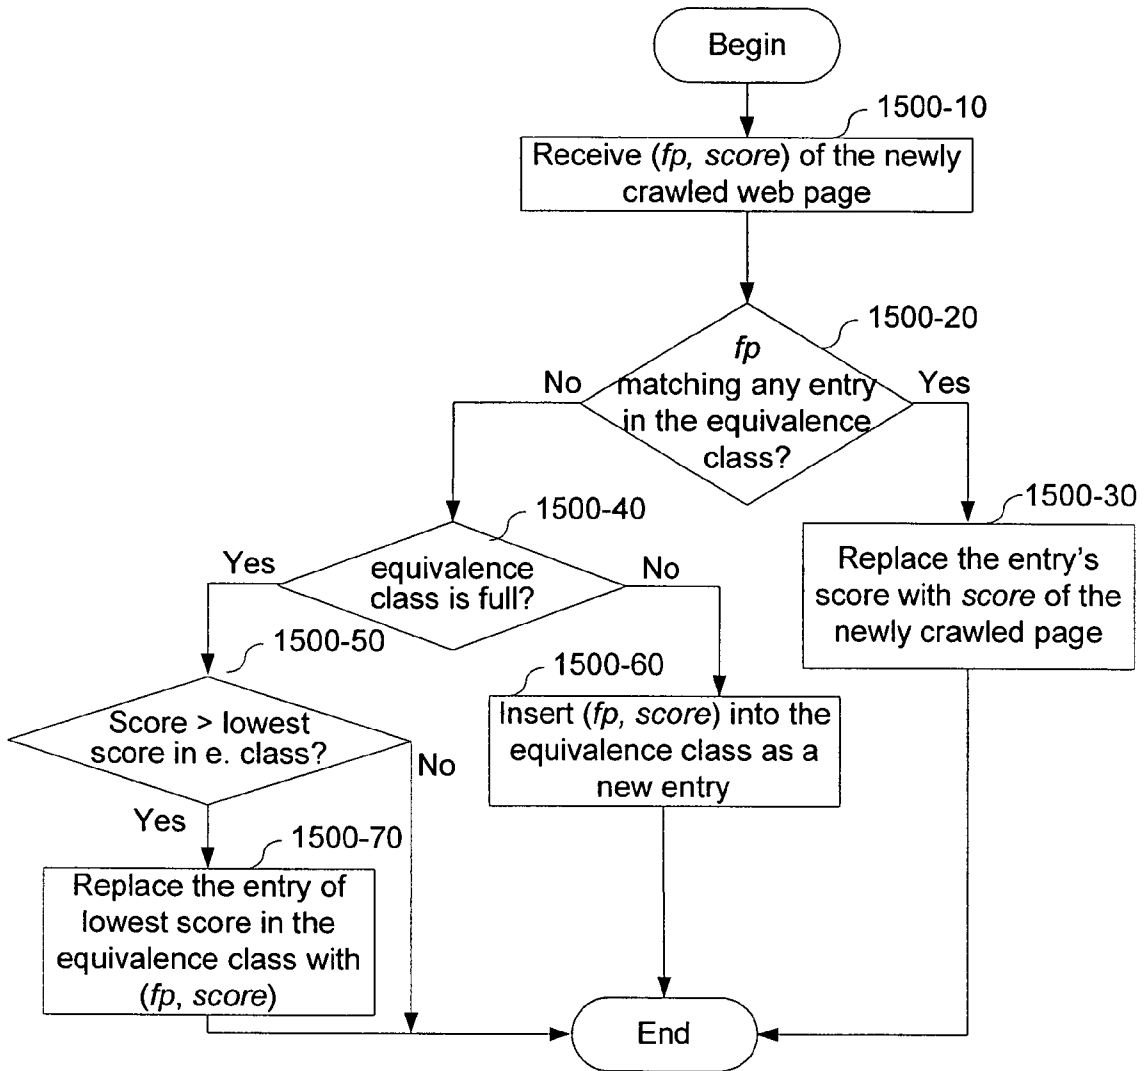 Begin
1500-10
Receive (fp, score) of the newly
crawled web page
1500-20
fp
matching any entry
in the equivalence
class?
No
Yes
1500-40
equivalence
class is full?
Yes
No
1500-30
Replace the entry's
score with score of the
newly crawled page
1500-50
Score > lowest
score in e. class?
No
Yes
1500-60
Insert (fp, score) into the
equivalence class as a
new entry
1500-70
Replace the entry of
lowest score in the
equivalence class with
(fp, score)
End